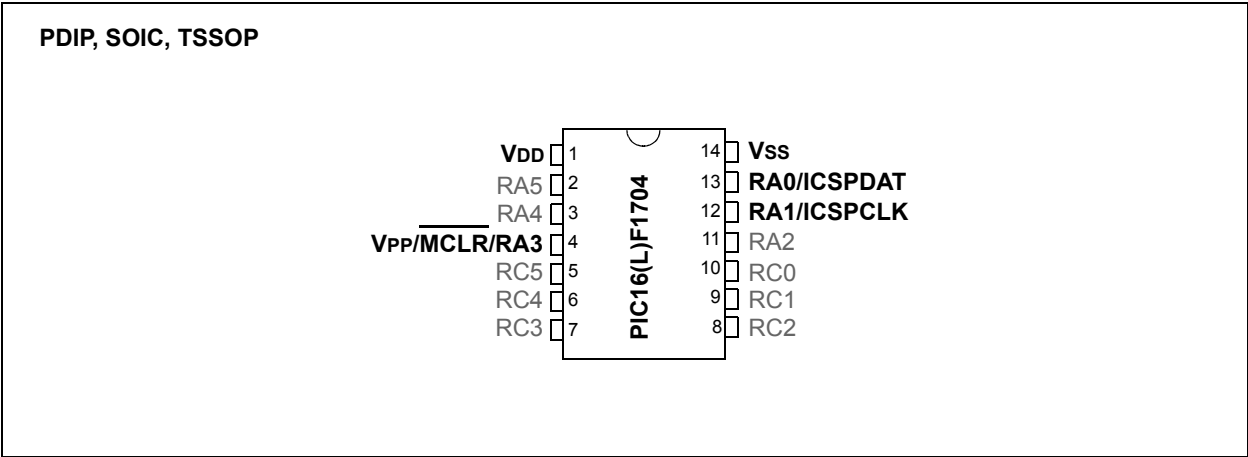 PDIP, SOIC, TSSOP
VDD 1 14 VSS
RA5 2 13 RA0/ICSPDAT
RA4 3 12 RA1/ICSPCLK
VPP/MCLR/RA3 4 11 RA2
RC5 5 10 RC0
RC4 6 9 RC1
RC3 7 8 RC2
PIC16(L)F1704